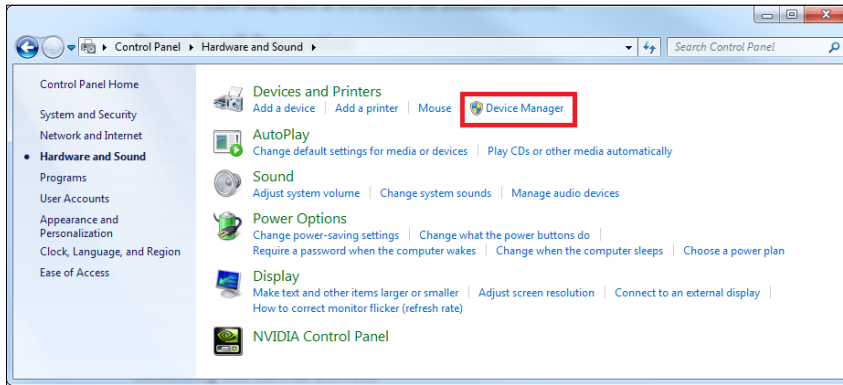 Control Panel ▸ Hardware and Sound ▸
Search Control Panel
Control Panel Home
System and Security
Network and Internet
Hardware and Sound
Programs
User Accounts
Appearance and
Personalization
Clock, Language, and Region
Ease of Access
Devices and Printers
Add a device | Add a printer | Mouse | Device Manager
AutoPlay
Change default settings for media or devices | Play CDs or other media automatically
Sound
Adjust system volume | Change system sounds | Manage audio devices
Power Options
Change power-saving settings | Change what the power buttons do |
Require a password when the computer wakes | Change when the computer sleeps | Choose a power plan
Display
Make text and other items larger or smaller | Adjust screen resolution | Connect to an external display |
How to correct monitor flicker (refresh rate)
NVIDIA Control Panel